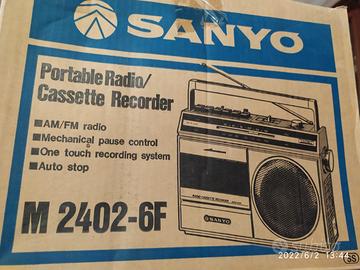 SANYO
Portable Radio/
Cassette Recorder
■AM/FM radio
■Mechanical pause control
■One touch recording system
■Auto stop
M 2402-6F
SANYO
2022/6/2 13:44